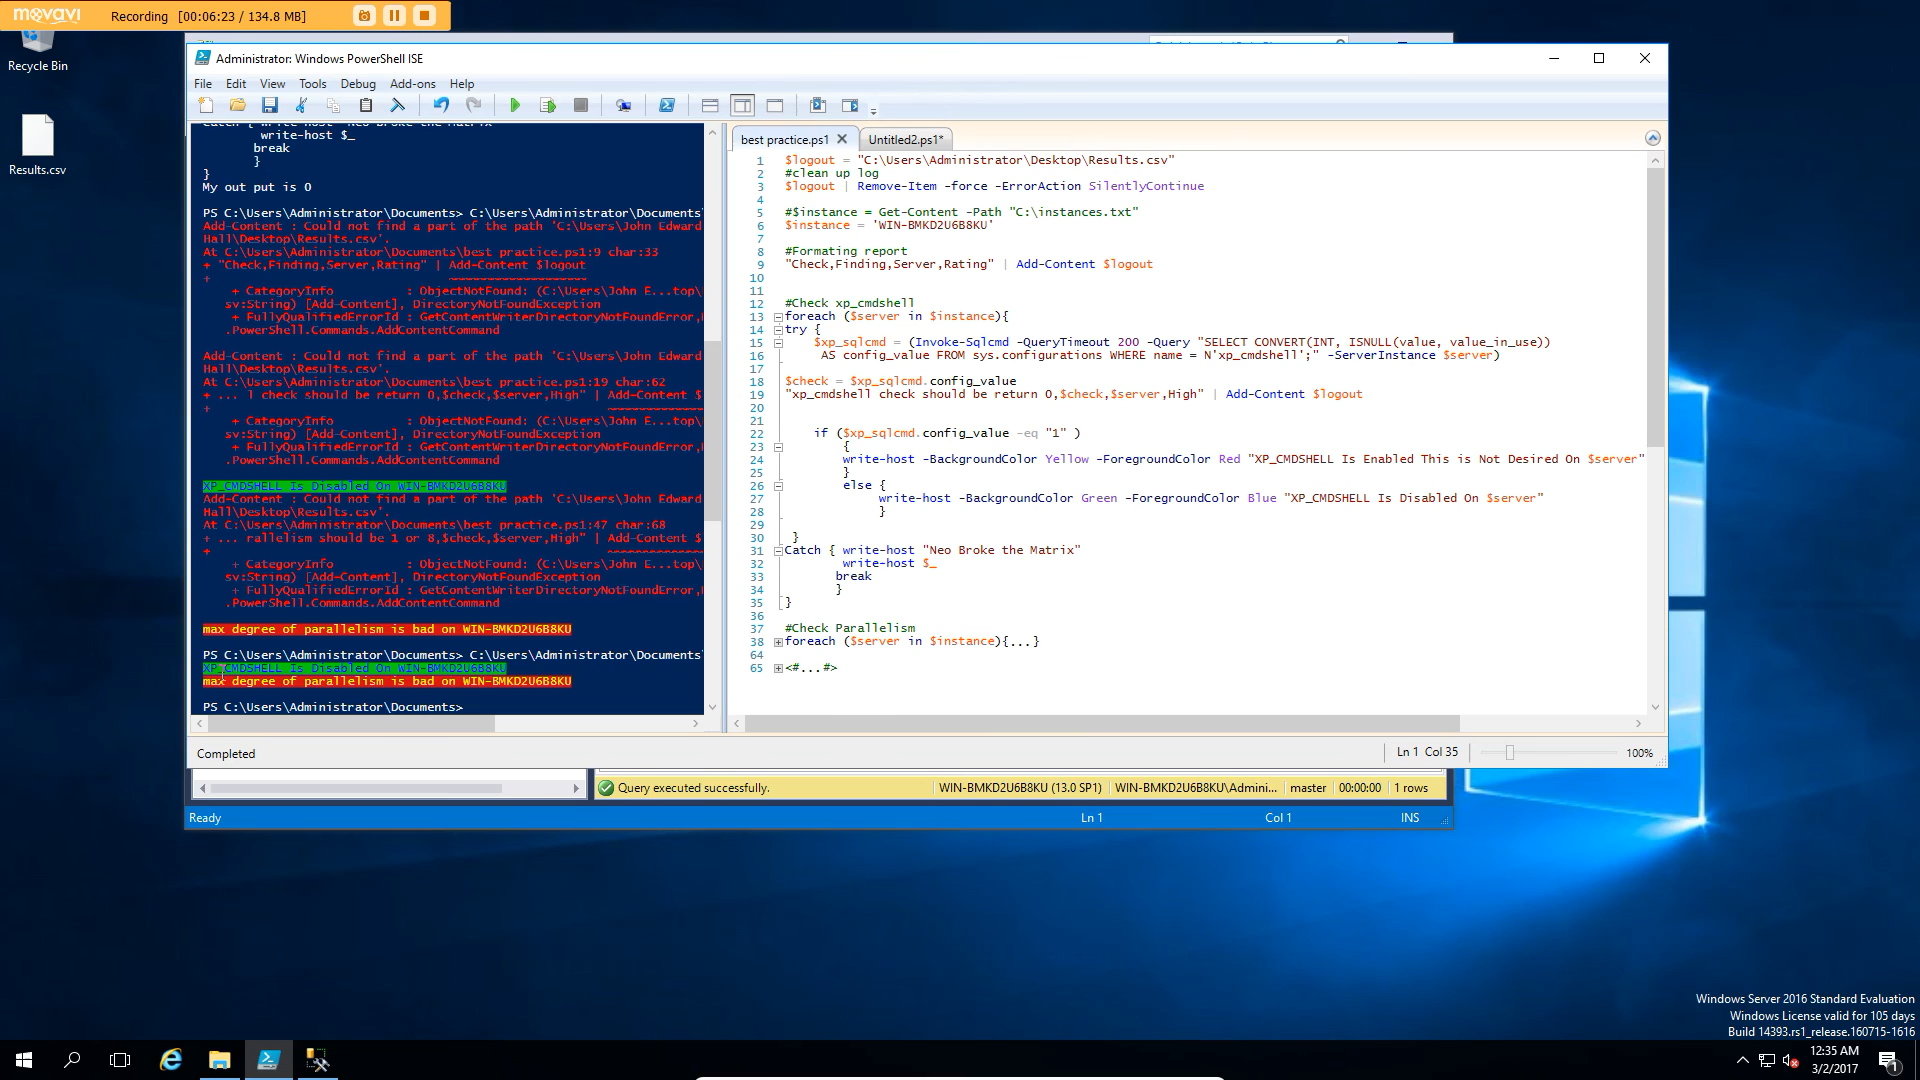 movavi
Recording [00:06:23 / 134.8 MB]
Recycle Bin
Results.csv
Administrator: Windows PowerShell ISE
File Edit View Tools Debug Add-ons Help
write-host $_
break
}
}
My out put is 0
PS C:\Users\Administrator\Documents> C:\Users\Administrator\Documents\
Add-Content : Could not find a part of the path 'C:\Users\John Edward
Hall\Desktop\Results.csv'.
At C:\Users\Administrator\Documents\best practice.ps1:9 char:33
+ "Check,Finding,Server,Rating" | Add-Content $logout
+ ~~~~~~~~~~~~~~~~~~~
+ CategoryInfo : ObjectNotFound: (C:\Users\John E...top\
sv:String) [Add-Content], DirectoryNotFoundException
+ FullyQualifiedErrorId : GetContentWriterDirectoryNotFoundError,
.PowerShell.Commands.AddContentCommand
Add-Content : Could not find a part of the path 'C:\Users\John Edward
Hall\Desktop\Results.csv'.
At C:\Users\Administrator\Documents\best practice.ps1:19 char:62
+ ... l check should be return 0,$check,$server,High" | Add-Content $
+ ~~~~~~~~~~~~~
+ CategoryInfo : ObjectNotFound: (C:\Users\John E...top\
sv:String) [Add-Content], DirectoryNotFoundException
+ FullyQualifiedErrorId : GetContentWriterDirectoryNotFoundError,
.PowerShell.Commands.AddContentCommand
XP_CMDSHELL Is Disabled On WIN-BMKD2U6B8KU
Add-Content : Could not find a part of the path 'C:\Users\John Edward
Hall\Desktop\Results.csv'.
At C:\Users\Administrator\Documents\best practice.ps1:47 char:68
+ ... rallelism should be 1 or 8,$check,$server,High" | Add-Content $
+ ~~~~~~~~~~~~~
+ CategoryInfo : ObjectNotFound: (C:\Users\John E...top\
sv:String) [Add-Content], DirectoryNotFoundException
+ FullyQualifiedErrorId : GetContentWriterDirectoryNotFoundError,
.PowerShell.Commands.AddContentCommand
max degree of parallelism is bad on WIN-BMKD2U6B8KU
PS C:\Users\Administrator\Documents> C:\Users\Administrator\Documents\
XP_CMDSHELL Is Disabled On WIN-BMKD2U6B8KU
max degree of parallelism is bad on WIN-BMKD2U6B8KU
PS C:\Users\Administrator\Documents>
best practice.ps1 Untitled2.ps1*
1 $logout = "C:\Users\Administrator\Desktop\Results.csv"
2 #clean up log
3 $logout | Remove-Item -force -ErrorAction SilentlyContinue
4
5 #$instance = Get-Content -Path "C:\instances.txt"
6 $instance = 'WIN-BMKD2U6B8KU'
7
8 #Formating report
9 "Check,Finding,Server,Rating" | Add-Content $logout
10
11
12 #Check xp_cmdshell
13 foreach ($server in $instance){
14 try {
15 $xp_sqlcmd = (Invoke-Sqlcmd -QueryTimeout 200 -Query "SELECT CONVERT(INT, ISNULL(value, value_in_use))
16 AS config_value FROM sys.configurations WHERE name = N'xp_cmdshell';" -ServerInstance $server)
17
18 $check = $xp_sqlcmd.config_value
19 "xp_cmdshell check should be return 0,$check,$server,High" | Add-Content $logout
20
21
22 if ($xp_sqlcmd.config_value -eq "1" )
23 {
24 write-host -BackgroundColor Yellow -ForegroundColor Red "XP_CMDSHELL Is Enabled This is Not Desired On $server"
25 }
26 else {
27 write-host -BackgroundColor Green -ForegroundColor Blue "XP_CMDSHELL Is Disabled On $server"
28 }
29
30 }
31 Catch { write-host "Neo Broke the Matrix"
32 write-host $_
33 break
34 }
35 }
36
37 #Check Parallelism
38 foreach ($server in $instance){...}
64
65 <#...#>
Completed
Ln 1 Col 35
100%
Query executed successfully.
WIN-BMKD2U6B8KU (13.0 SP1) WIN-BMKD2U6B8KU\Admini... master 00:00:00 1 rows
Ready
Ln 1 Col 1 INS
Windows Server 2016 Standard Evaluation
Windows License valid for 105 days
Build 14393.rs1_release.160715-1616
12:35 AM
3/2/2017
1